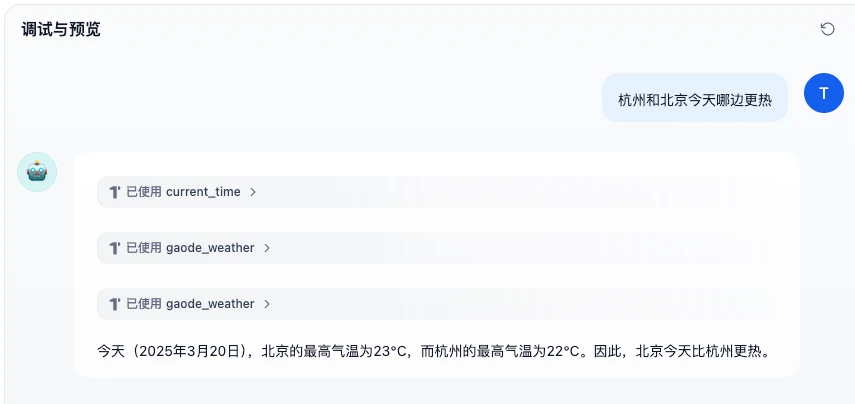 调试与预览
杭州和北京今天哪边更热
T
已使用 current_time
已使用 gaode_weather
已使用 gaode_weather
今天（2025年3月20日），北京的最高气温为23°C，而杭州的最高气温为22°C。因此，北京今天比杭州更热。